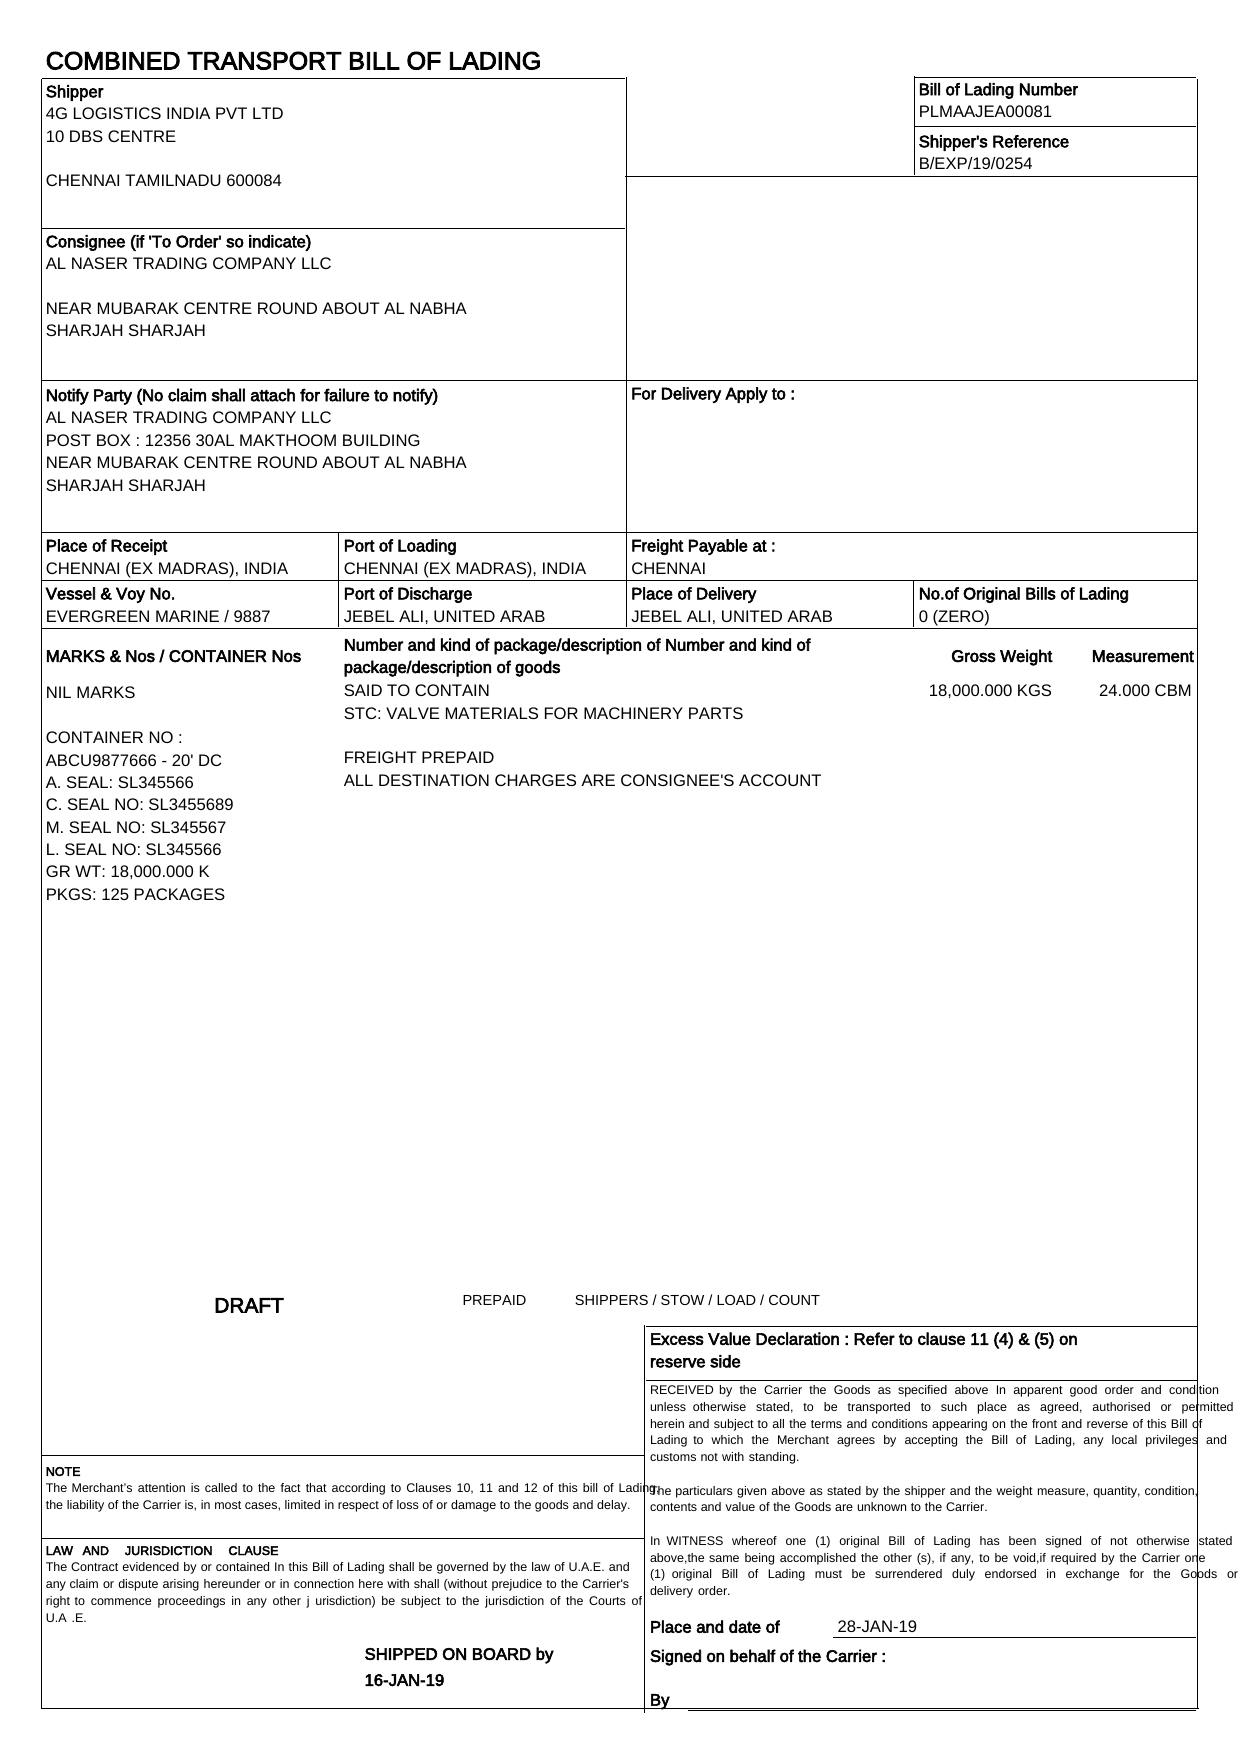 COMBINED TRANSPORT BILL OF LADING
Shipper
4G LOGISTICS INDIA PVT LTD
10 DBS CENTRE
CHENNAI TAMILNADU 600084
Bill of Lading Number
PLMAAJEA00081
Shipper's Reference
B/EXP/19/0254
Consignee (if 'To Order' so indicate)
AL NASER TRADING COMPANY LLC
NEAR MUBARAK CENTRE ROUND ABOUT AL NABHA
SHARJAH SHARJAH
Notify Party (No claim shall attach for failure to notify)
AL NASER TRADING COMPANY LLC
POST BOX : 12356 30AL MAKTHOOM BUILDING
NEAR MUBARAK CENTRE ROUND ABOUT AL NABHA
SHARJAH SHARJAH
For Delivery Apply to :
Place of Receipt
CHENNAI (EX MADRAS), INDIA
Port of Loading
CHENNAI (EX MADRAS), INDIA
Freight Payable at :
CHENNAI
Vessel & Voy No.
EVERGREEN MARINE / 9887
Port of Discharge
JEBEL ALI, UNITED ARAB
Place of Delivery
JEBEL ALI, UNITED ARAB
No.of Original Bills of Lading
0 (ZERO)
MARKS & Nos / CONTAINER Nos
Number and kind of package/description of Number and kind of
package/description of goods
Gross Weight
Measurement
NIL MARKS
CONTAINER NO :
ABCU9877666 - 20' DC
A. SEAL: SL345566
C. SEAL NO: SL3455689
M. SEAL NO: SL345567
L. SEAL NO: SL345566
GR WT: 18,000.000 K
PKGS: 125 PACKAGES
SAID TO CONTAIN
STC: VALVE MATERIALS FOR MACHINERY PARTS
FREIGHT PREPAID
ALL DESTINATION CHARGES ARE CONSIGNEE'S ACCOUNT
18,000.000 KGS
24.000 CBM
DRAFT
PREPAID
SHIPPERS / STOW / LOAD / COUNT
Excess Value Declaration : Refer to clause 11 (4) & (5) on
reserve side
RECEIVED by the Carrier the Goods as specified above In apparent good order and condition
unless otherwise stated, to be transported to such place as agreed, authorised or permitted
herein and subject to all the terms and conditions appearing on the front and reverse of this Bill of
Lading to which the Merchant agrees by accepting the Bill of Lading, any local privileges and
customs not with standing.
The particulars given above as stated by the shipper and the weight measure, quantity, condition,
contents and value of the Goods are unknown to the Carrier.
In WITNESS whereof one (1) original Bill of Lading has been signed of not otherwise stated
above,the same being accomplished the other (s), if any, to be void,if required by the Carrier one
(1) original Bill of Lading must be surrendered duly endorsed in exchange for the Goods or
delivery order.
NOTE
The Merchant's attention is called to the fact that according to Clauses 10, 11 and 12 of this bill of Lading,
the liability of the Carrier is, in most cases, limited in respect of loss of or damage to the goods and delay.
LAW AND JURISDICTION CLAUSE
The Contract evidenced by or contained In this Bill of Lading shall be governed by the law of U.A.E. and
any claim or dispute arising hereunder or in connection here with shall (without prejudice to the Carrier's
right to commence proceedings in any other j urisdiction) be subject to the jurisdiction of the Courts of
U.A .E.
SHIPPED ON BOARD by
16-JAN-19
Place and date of 28-JAN-19
Signed on behalf of the Carrier :
By